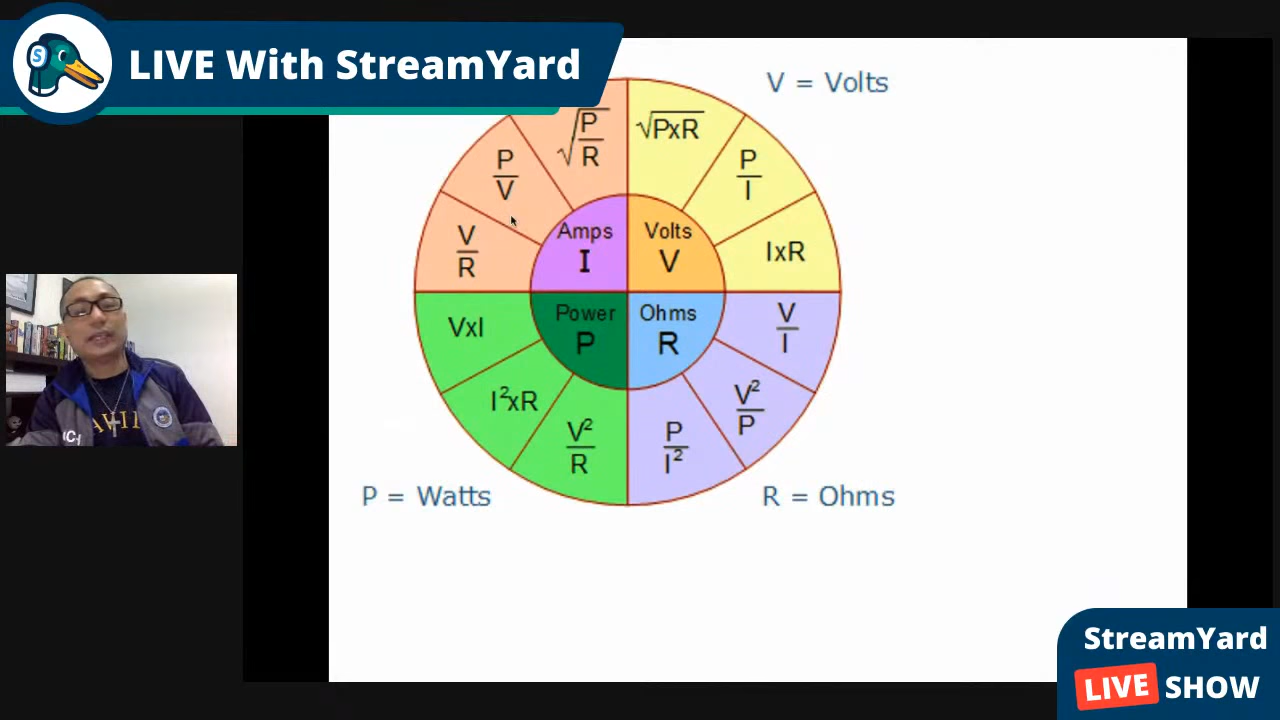 S
LIVE With StreamYard
V = Volts
√P/R
√PxR
P/V
P/I
V/R
IxR
Amps
I
Volts
V
Power
P
Ohms
R
VxI
V/I
I²xR
V²/P
V²/R
P/I²
P = Watts
R = Ohms
StreamYard
LIVE SHOW